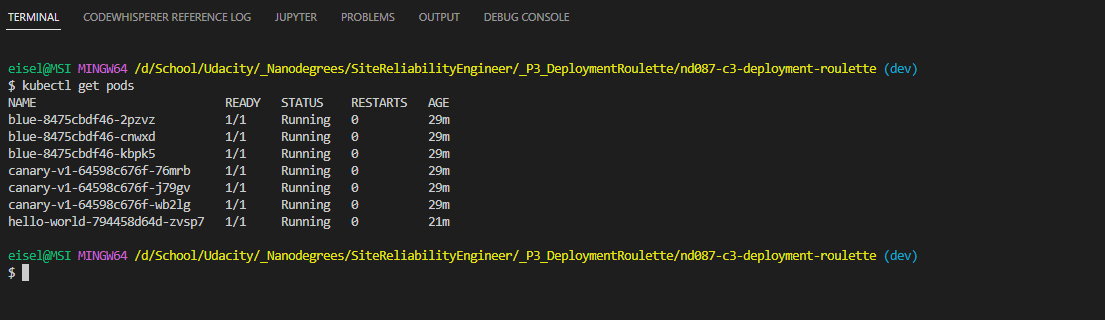 TERMINAL CODEWHISPERER REFERENCE LOG JUPYTER PROBLEMS OUTPUT DEBUG CONSOLE
eisel@MSI MINGW64 /d/School/Udacity/_Nanodegrees/SiteReliabilityEngineer/_P3_DeploymentRoulette/nd087-c3-deployment-roulette (dev)
$ kubectl get pods
NAME READY STATUS RESTARTS AGE
blue-8475cbdf46-2pzvz 1/1 Running 0 29m
blue-8475cbdf46-cnwxd 1/1 Running 0 29m
blue-8475cbdf46-kbpk5 1/1 Running 0 29m
canary-v1-64598c676f-76mrb 1/1 Running 0 29m
canary-v1-64598c676f-j79gv 1/1 Running 0 29m
canary-v1-64598c676f-wb2lg 1/1 Running 0 29m
hello-world-794458d64d-zvsp7 1/1 Running 0 21m
eisel@MSI MINGW64 /d/School/Udacity/_Nanodegrees/SiteReliabilityEngineer/_P3_DeploymentRoulette/nd087-c3-deployment-roulette (dev)
$